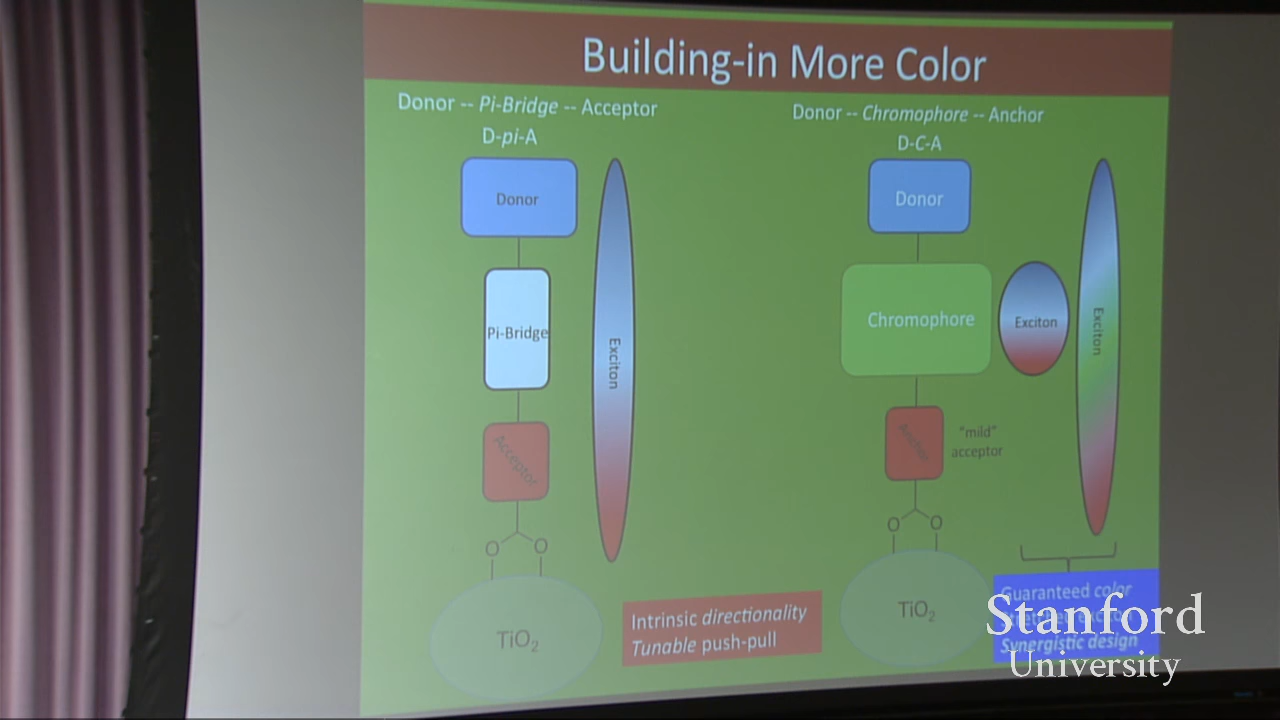 Building-in More Color
Donor -- Pi-Bridge -- Acceptor
D-pi-A
Donor
Pi-Bridge
Acceptor
Exciton
O
O
TiO₂
Intrinsic directionality
Tunable push-pull
Donor -- Chromophore -- Anchor
D-C-A
Donor
Chromophore
Anchor
"mild"
acceptor
Exciton
Exciton
O
O
TiO₂
Guaranteed color
Synergistic design
Stanford
University